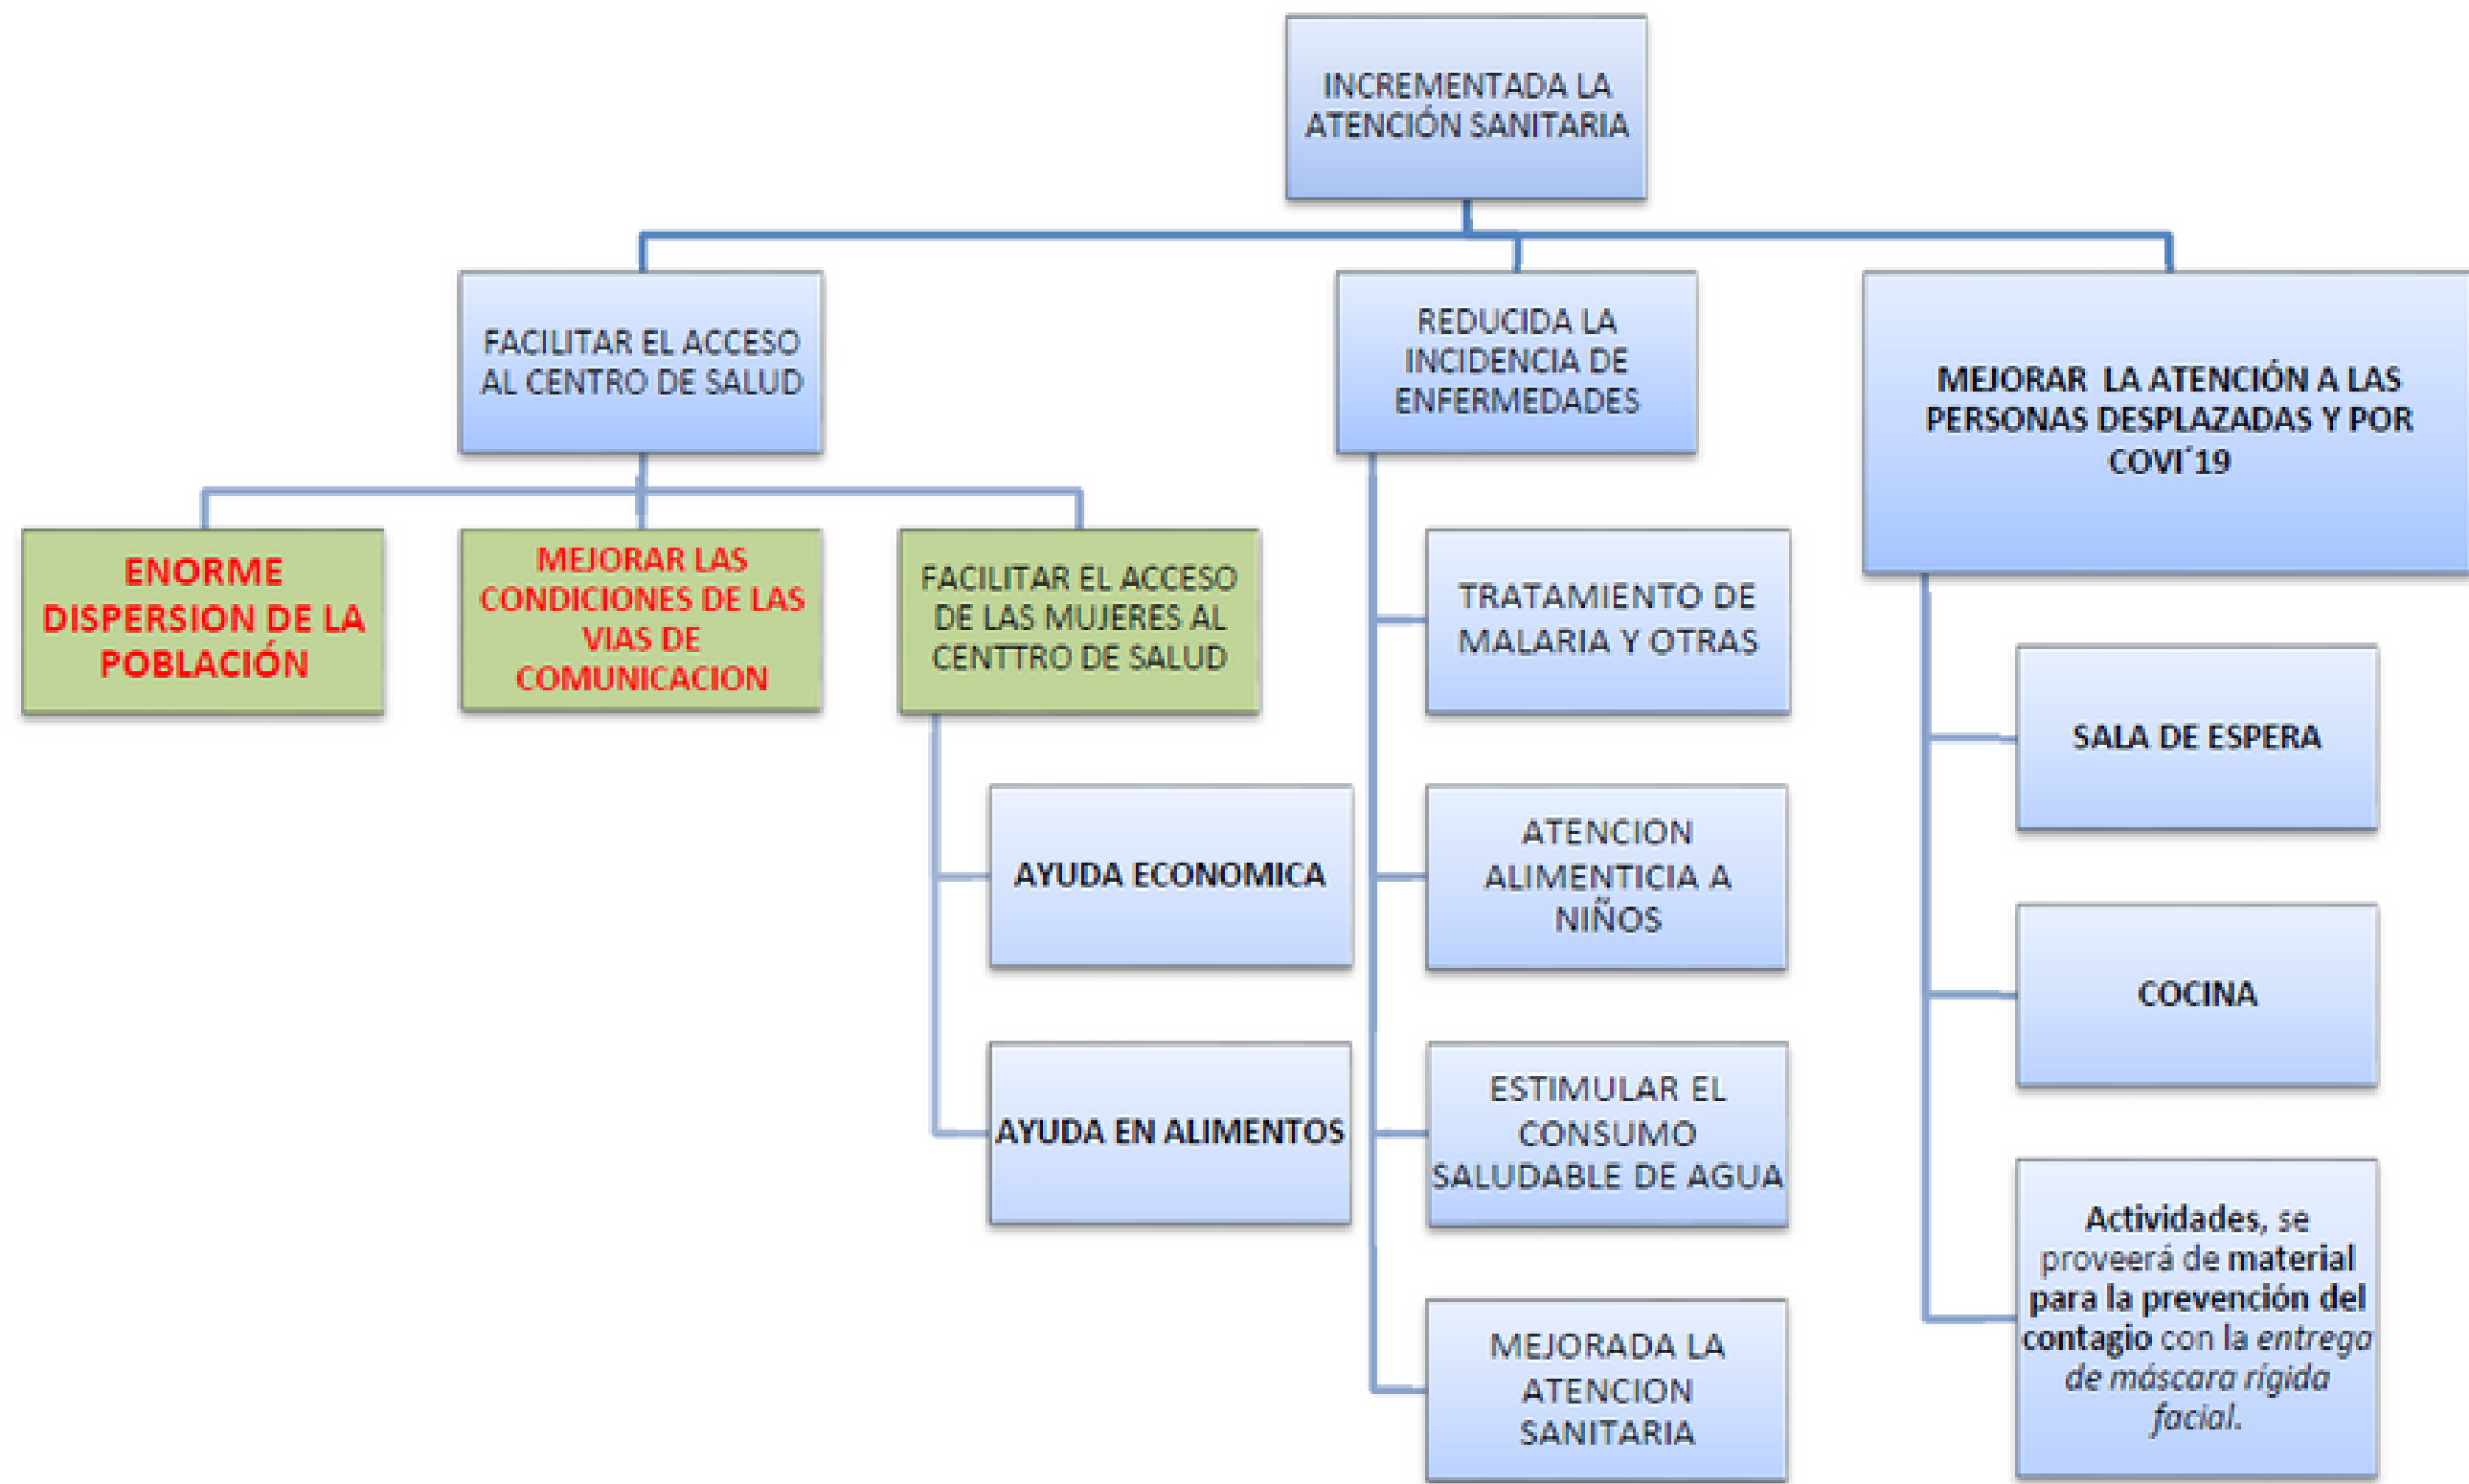 INCREMENTADA LA
ATENCIÓN SANITARIA
FACILITAR EL ACCESO
AL CENTRO DE SALUD
REDUCIDA LA
INCIDENCIA DE
ENFERMEDADES
MEJORAR LA ATENCIÓN A LAS
PERSONAS DESPLAZADAS Y POR
COVI´19
ENORME
DISPERSION DE LA
POBLACIÓN
MEJORAR LAS
CONDICIONES DE LAS
VIAS DE
COMUNICACION
FACILITAR EL ACCESO
DE LAS MUJERES AL
CENTTRO DE SALUD
AYUDA ECONOMICA
AYUDA EN ALIMENTOS
TRATAMIENTO DE
MALARIA Y OTRAS
ATENCION
ALIMENTICIA A
NIÑOS
ESTIMULAR EL
CONSUMO
SALUDABLE DE AGUA
MEJORADA LA
ATENCION
SANITARIA
SALA DE ESPERA
COCINA
Actividades, se
proveerá de material
para la prevención del
contagio con la entrega
de máscara rígida
facial.